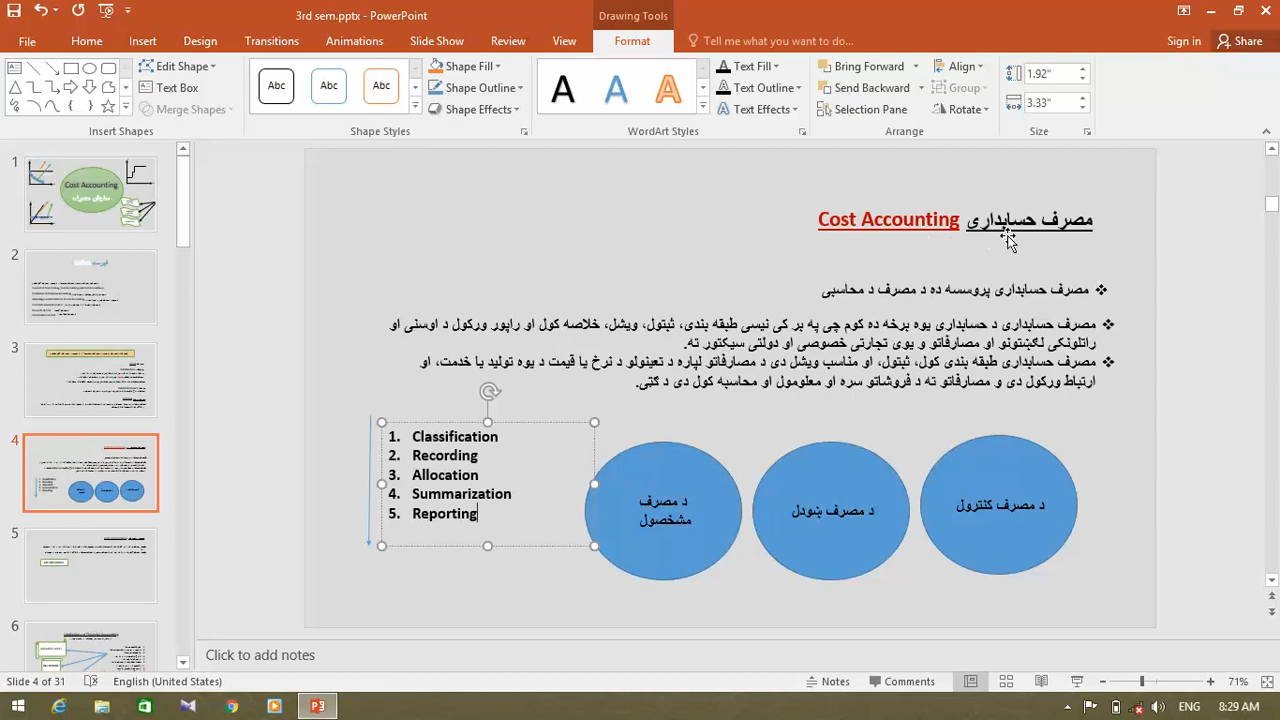 3rd sem.pptx - PowerPoint
Drawing Tools
File
Home
Insert
Design
Transitions
Animations
Slide Show
Review
View
Format
Tell me what you want to do...
Sign in
Share
Edit Shape
Text Box
Merge Shapes
Insert Shapes
Abc
Abc
Abc
Shape Fill
Shape Outline
Shape Effects
Shape Styles
A
A
A
Text Fill
Text Outline
Text Effects
WordArt Styles
Bring Forward
Send Backward
Selection Pane
Align
Group
Rotate
Arrange
1.92"
3.33"
Size
1
Cost Accounting
2
3
4
5
6
مصرف حسابداری Cost Accounting
مصرف حسابداری پروسسه ده د مصرف د محاسبی
مصرف حسابداری د حسابداری یوه برخه ده کوم چی په بر کی نیسی طبقه بندی، ثبتول، ویشل، خلاصه کول او راپور ورکول د اوسنی او
راتلونکی لګښتونو او مصارفاتو و یوی تجارتی خصوصی او دولتی سیکتور ته.
مصرف حسابداری طبقه بندی کول، ثبتول، او مناسب ویشل دی د مصارفاتو لپاره د تعینولو د نرخ یا قیمت د یوه تولید یا خدمت، او
ارتباط ورکول دی و مصارفاتو ته د فروشاتو سره او معلومول او محاسبه کول دی د ګټی.
1. Classification
2. Recording
3. Allocation
4. Summarization
5. Reporting
د مصرف
مشخصول
د مصرف ښودل
د مصرف کنترول
Click to add notes
Slide 4 of 31
English (United States)
Notes
Comments
71%
ENG
8:29 AM